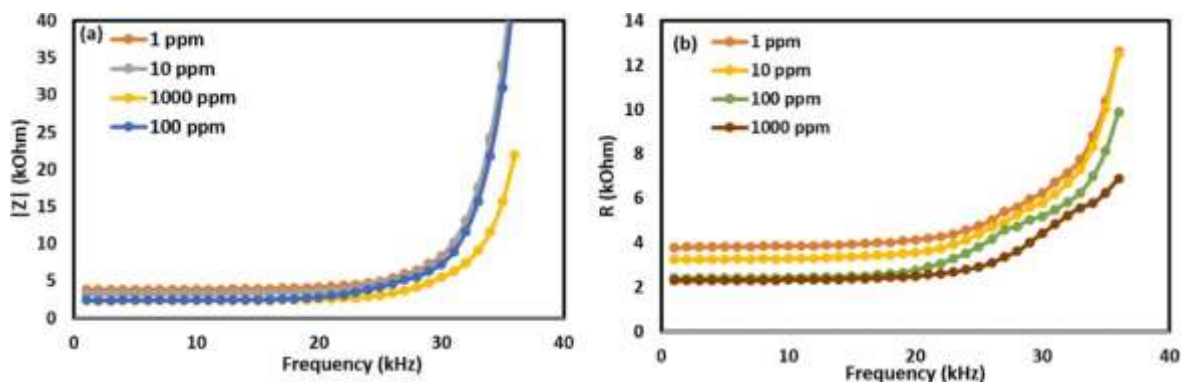 (a)
1 ppm
10 ppm
1000 ppm
100 ppm
|Z| (kOhm)
40
35
30
25
20
15
10
5
0
0 10 20 30 40
Frequency (kHz)
(b)
1 ppm
10 ppm
100 ppm
1000 ppm
R (kOhm)
14
12
10
8
6
4
2
0
0 10 20 30 40
Frequency (kHz)